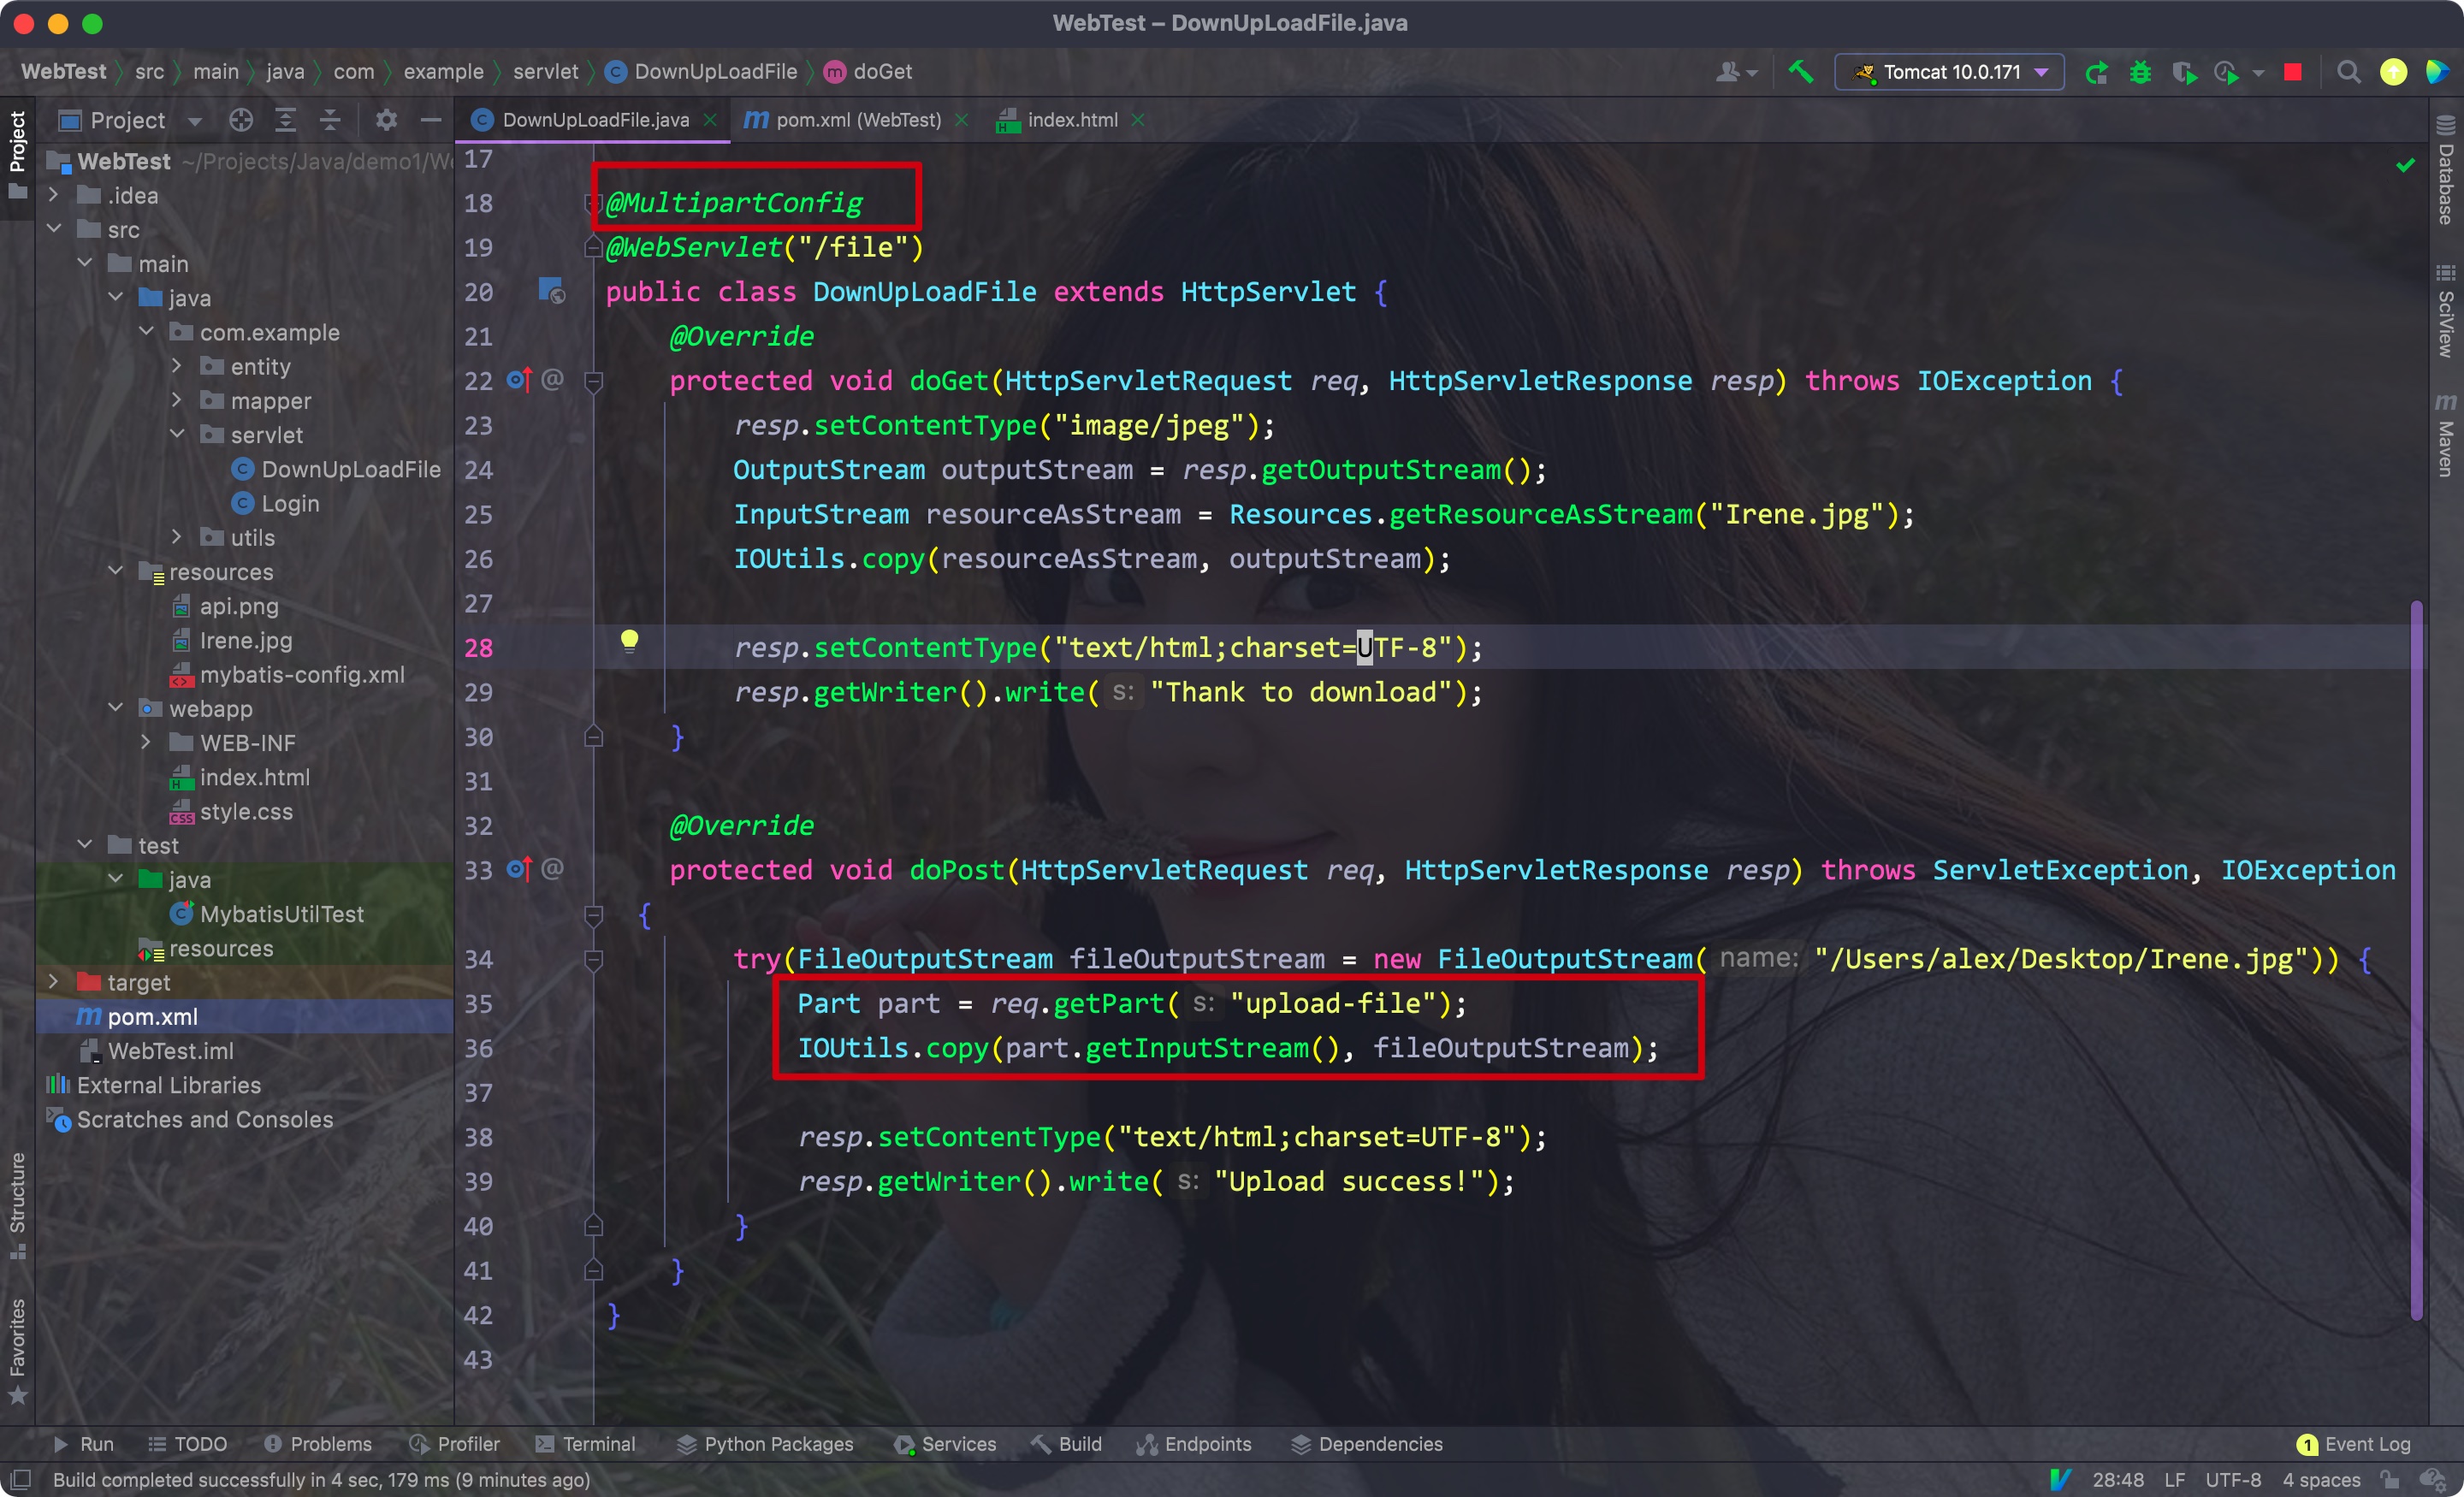 WebTest – DownUpLoadFile.java
WebTest src main java com example servlet DownUpLoadFile doGet
Tomcat 10.0.171
Project
DownUpLoadFile.java
pom.xml (WebTest)
index.html
Project
Structure
Favorites
WebTest ~/Projects/Java/demo1/We
.idea
src
main
java
com.example
entity
mapper
servlet
DownUpLoadFile
Login
utils
resources
api.png
Irene.jpg
mybatis-config.xml
webapp
WEB-INF
index.html
style.css
test
java
MybatisUtilTest
resources
target
pom.xml
WebTest.iml
External Libraries
Scratches and Consoles
17
18 @MultipartConfig
19 @WebServlet("/file")
20 public class DownUpLoadFile extends HttpServlet {
21 @Override
22 protected void doGet(HttpServletRequest req, HttpServletResponse resp) throws IOException {
23 resp.setContentType("image/jpeg");
24 OutputStream outputStream = resp.getOutputStream();
25 InputStream resourceAsStream = Resources.getResourceAsStream("Irene.jpg");
26 IOUtils.copy(resourceAsStream, outputStream);
27
28 resp.setContentType("text/html;charset=UTF-8");
29 resp.getWriter().write( s: "Thank to download");
30 }
31
32 @Override
33 protected void doPost(HttpServletRequest req, HttpServletResponse resp) throws ServletException, IOException
{
34 try(FileOutputStream fileOutputStream = new FileOutputStream( name: "/Users/alex/Desktop/Irene.jpg")) {
35 Part part = req.getPart( s: "upload-file");
36 IOUtils.copy(part.getInputStream(), fileOutputStream);
37
38 resp.setContentType("text/html;charset=UTF-8");
39 resp.getWriter().write( s: "Upload success!");
40 }
41 }
42 }
43
Database
SciView
Maven
Run TODO Problems Profiler Terminal Python Packages Services Build Endpoints Dependencies 1 Event Log
Build completed successfully in 4 sec, 179 ms (9 minutes ago) 28:48 LF UTF-8 4 spaces